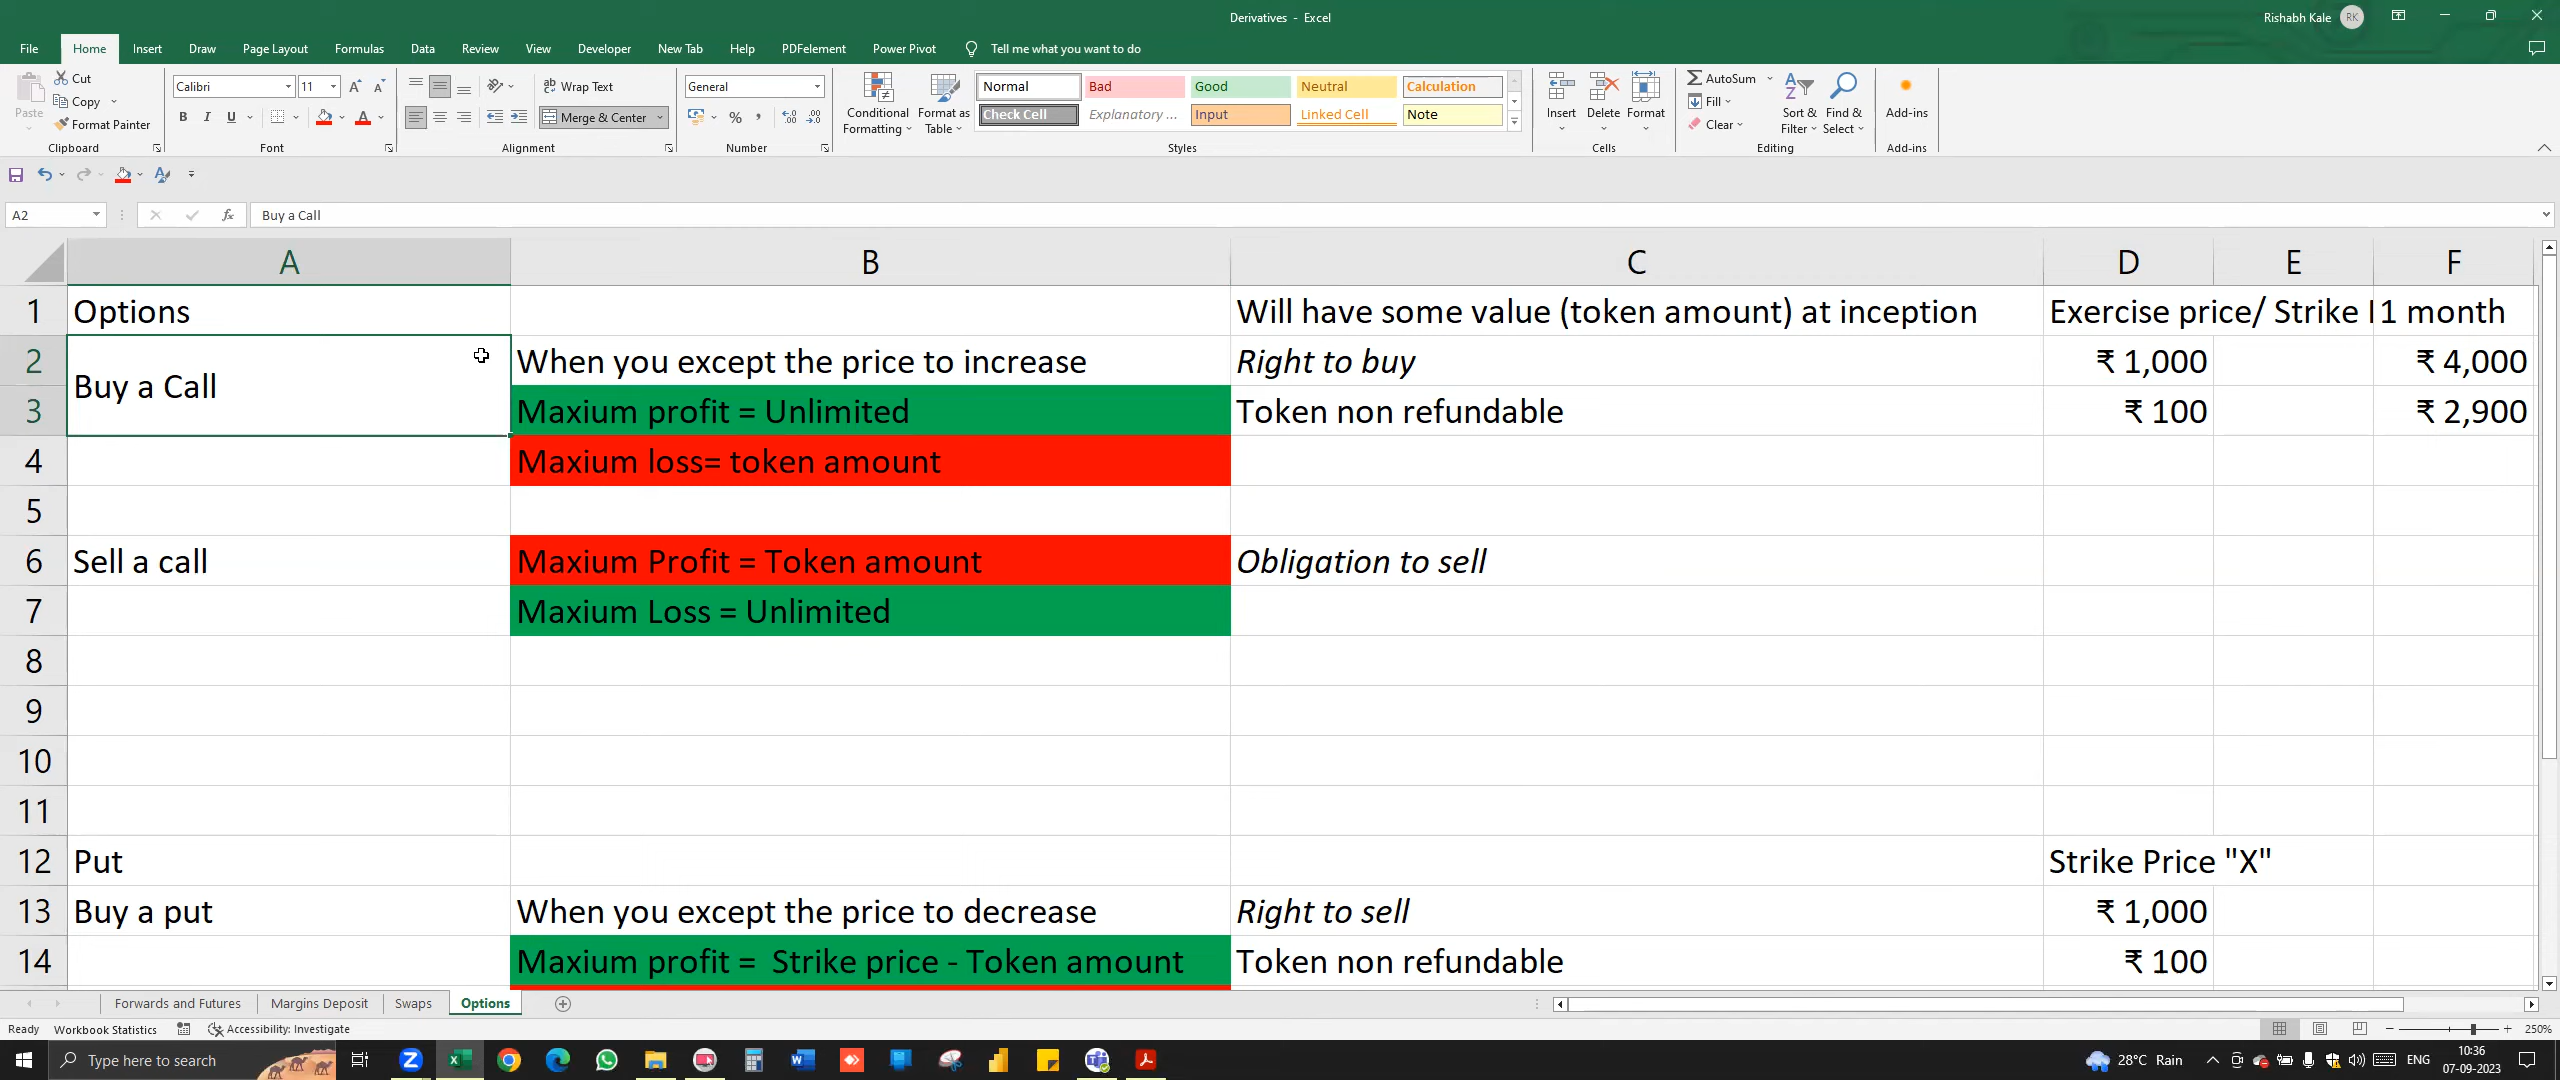 Derivatives - Excel
Rishabh Kale RK
File Home Insert Draw Page Layout Formulas Data Review View Developer New Tab Help PDFelement Power Pivot Tell me what you want to do
Paste Cut Copy Format Painter
Clipboard
Calibri 11 A A
B I U A
Font
ab Wrap Text
Merge & Center
Alignment
General
% ,
Number
Conditional Formatting
Format as Table
Normal Bad Good Neutral Calculation
Check Cell Explanatory ... Input Linked Cell Note
Styles
Insert Delete Format
Cells
AutoSum
Fill
Clear
Sort & Filter
Find & Select
Editing
Add-ins
Add-ins
A2 fx Buy a Call
A B C D E F
1 Options Will have some value (token amount) at inception Exercise price/ Strike 1 month
2 Buy a Call When you except the price to increase Right to buy ₹ 1,000 ₹ 4,000
3 Maxium profit = Unlimited Token non refundable ₹ 100 ₹ 2,900
4 Maxium loss= token amount
5
6 Sell a call Maxium Profit = Token amount Obligation to sell
7 Maxium Loss = Unlimited
8
9
10
11
12 Put Strike Price "X"
13 Buy a put When you except the price to decrease Right to sell ₹ 1,000
14 Maxium profit = Strike price - Token amount Token non refundable ₹ 100
Forwards and Futures Margins Deposit Swaps Options
Ready Workbook Statistics Accessibility: Investigate 250%
Type here to search 28°C Rain ENG 10:36
07-09-2023